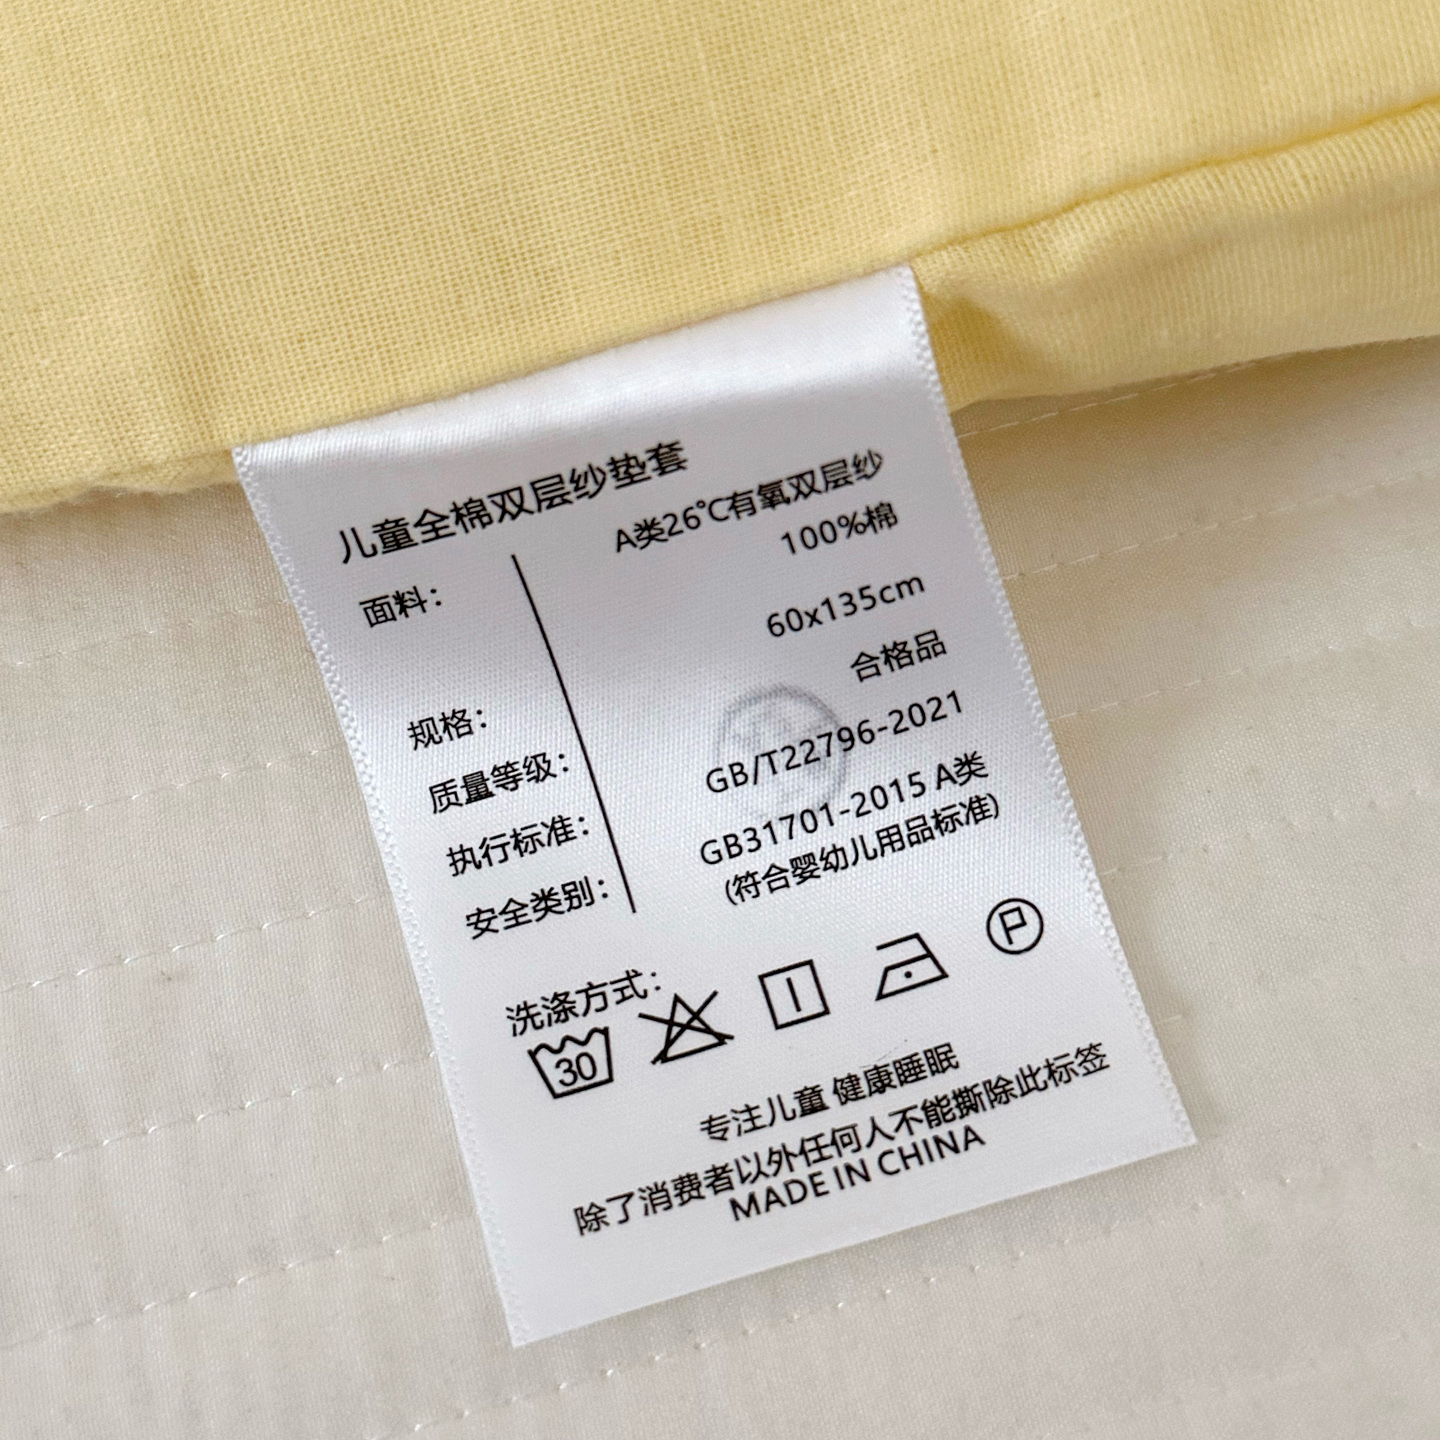 儿童全棉双层纱垫套
面料： A类26℃有氧双层纱
100%棉
规格： 60x135cm
质量等级： 合格品
执行标准： GB/T22796-2021
安全类别： GB31701-2015 A类
(符合婴幼儿用品标准)
洗涤方式：
30
P
专注儿童 健康睡眠
除了消费者以外任何人不能撕除此标签
MADE IN CHINA